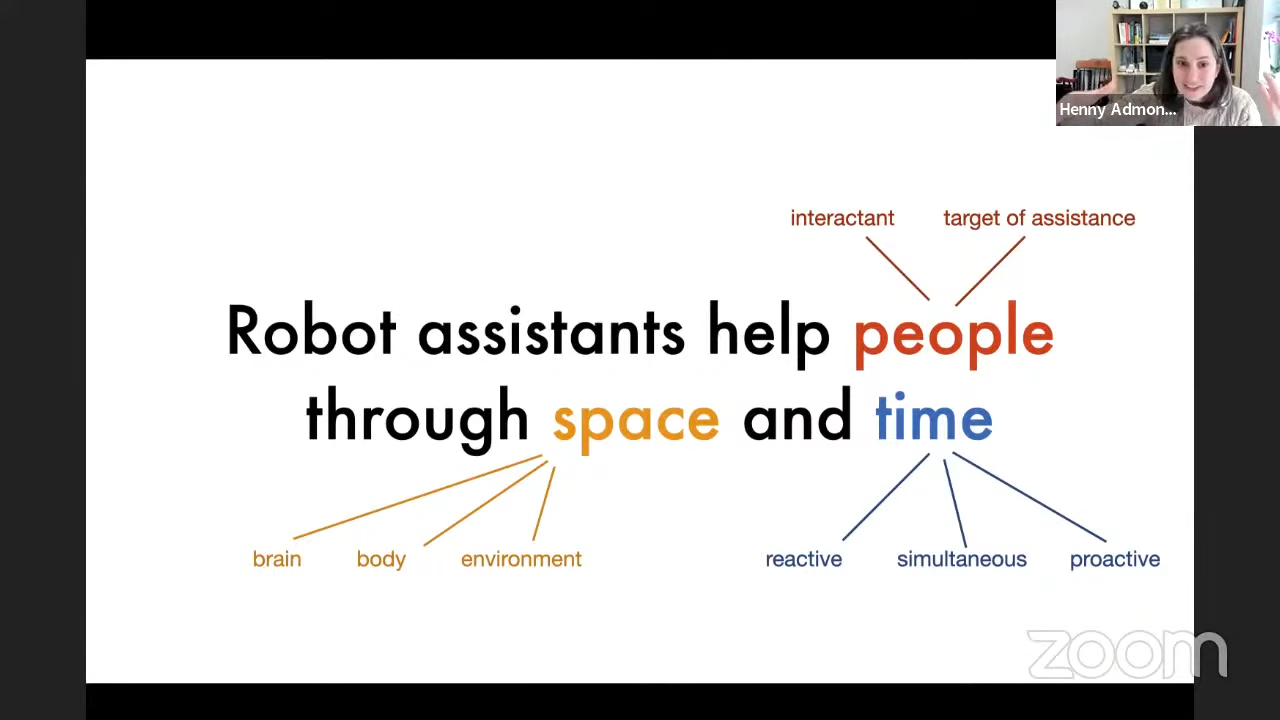 Henny Admon...
interactant target of assistance
Robot assistants help people
through space and time
brain body environment reactive simultaneous proactive
zoom